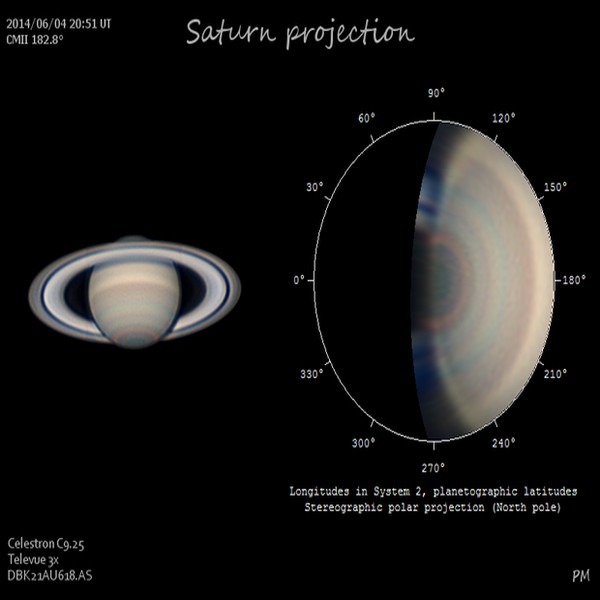 2014/06/04 20:51 UT
CMII 182.8°
Saturn projection
90°
60°
120°
30°
150°
0°
180°
330°
210°
300°
240°
270°
Longitudes in System 2, planetographic latitudes
Stereographic polar projection (North pole)
Celestron C9.25
Televue 3x
DBK21AU618.AS
PM